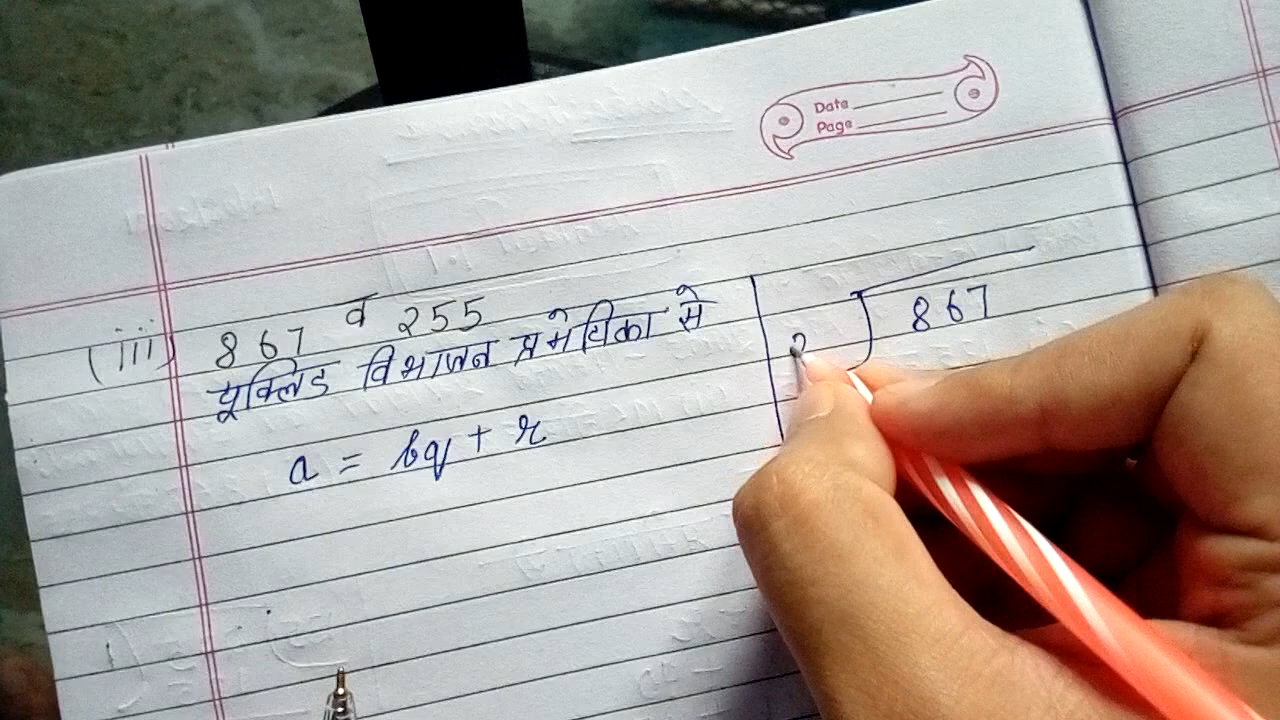 Date
Page
(iii) 867 व 255
यूक्लिड विभाजन प्रमेयिका से
a = bq + r
867